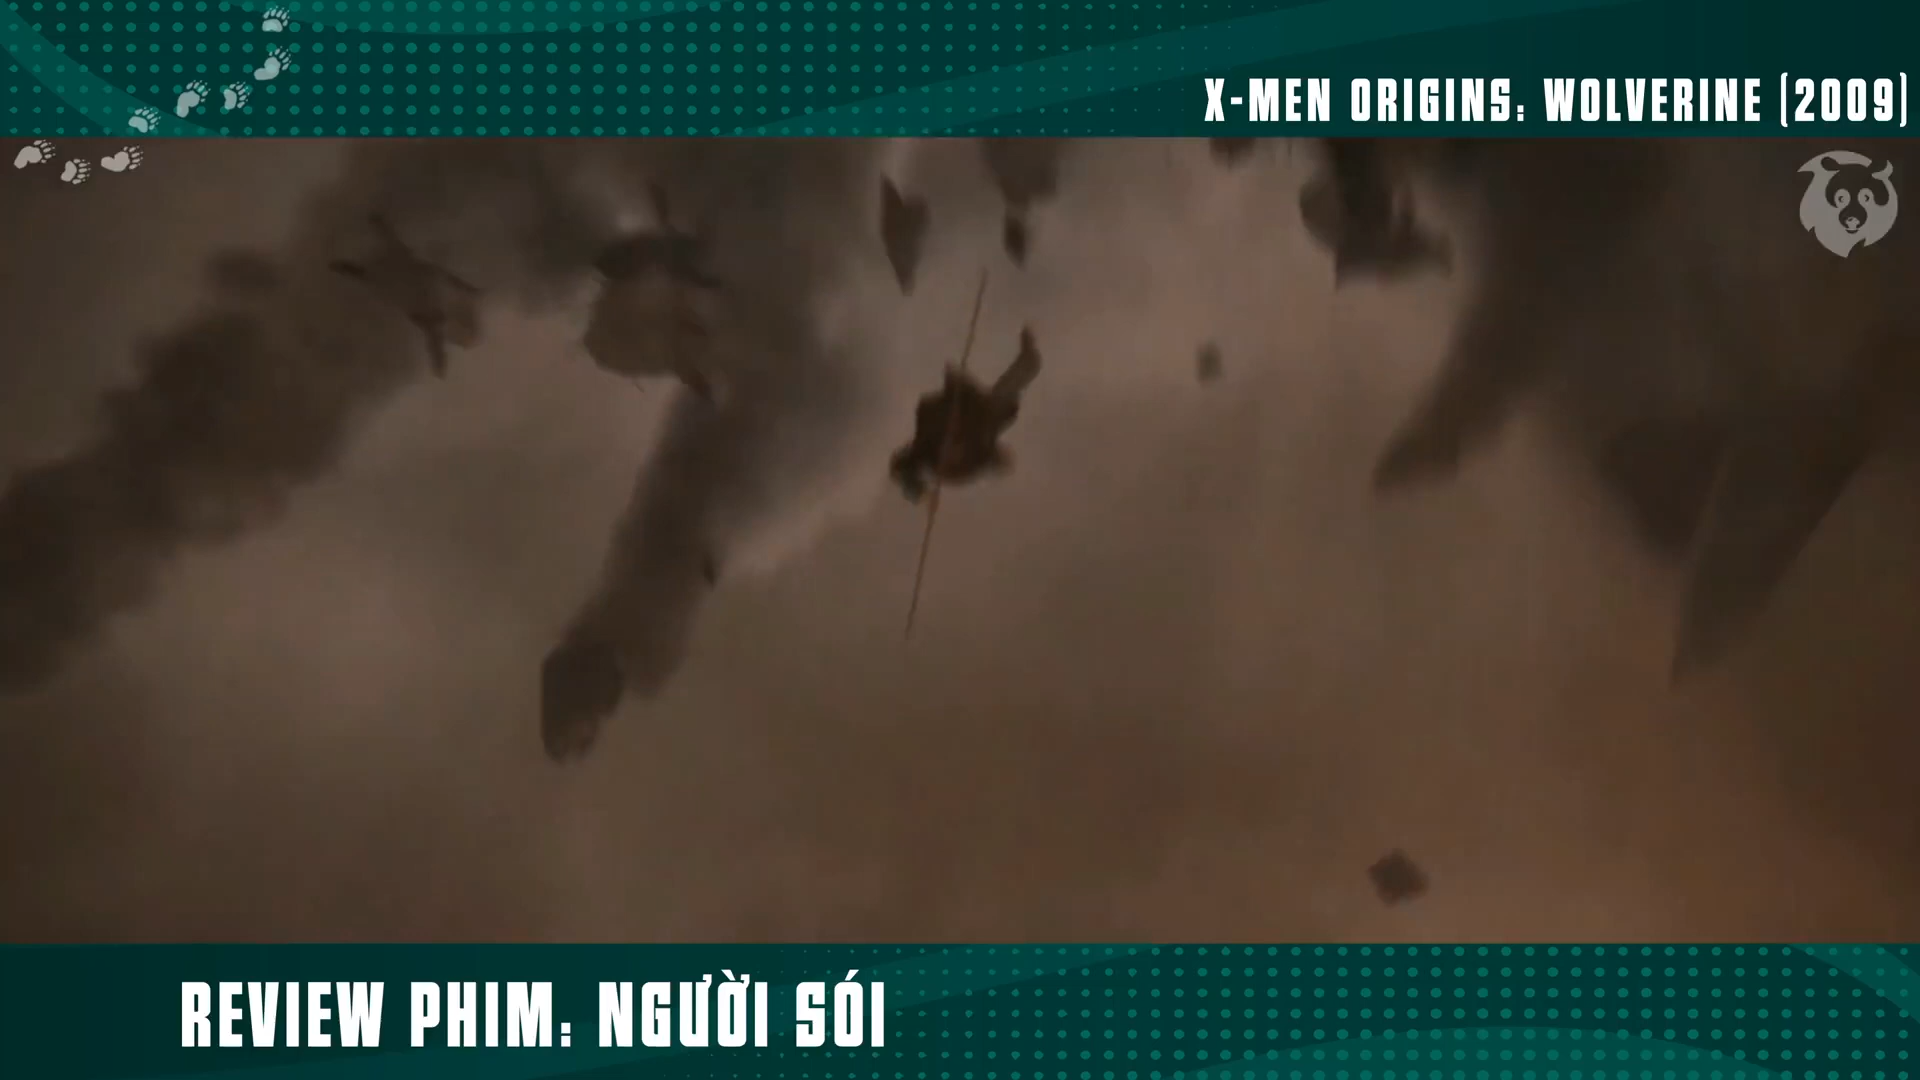 X-MEN ORIGINS: WOLVERINE (2009)
REVIEW PHIM: NGƯỜI SÓI